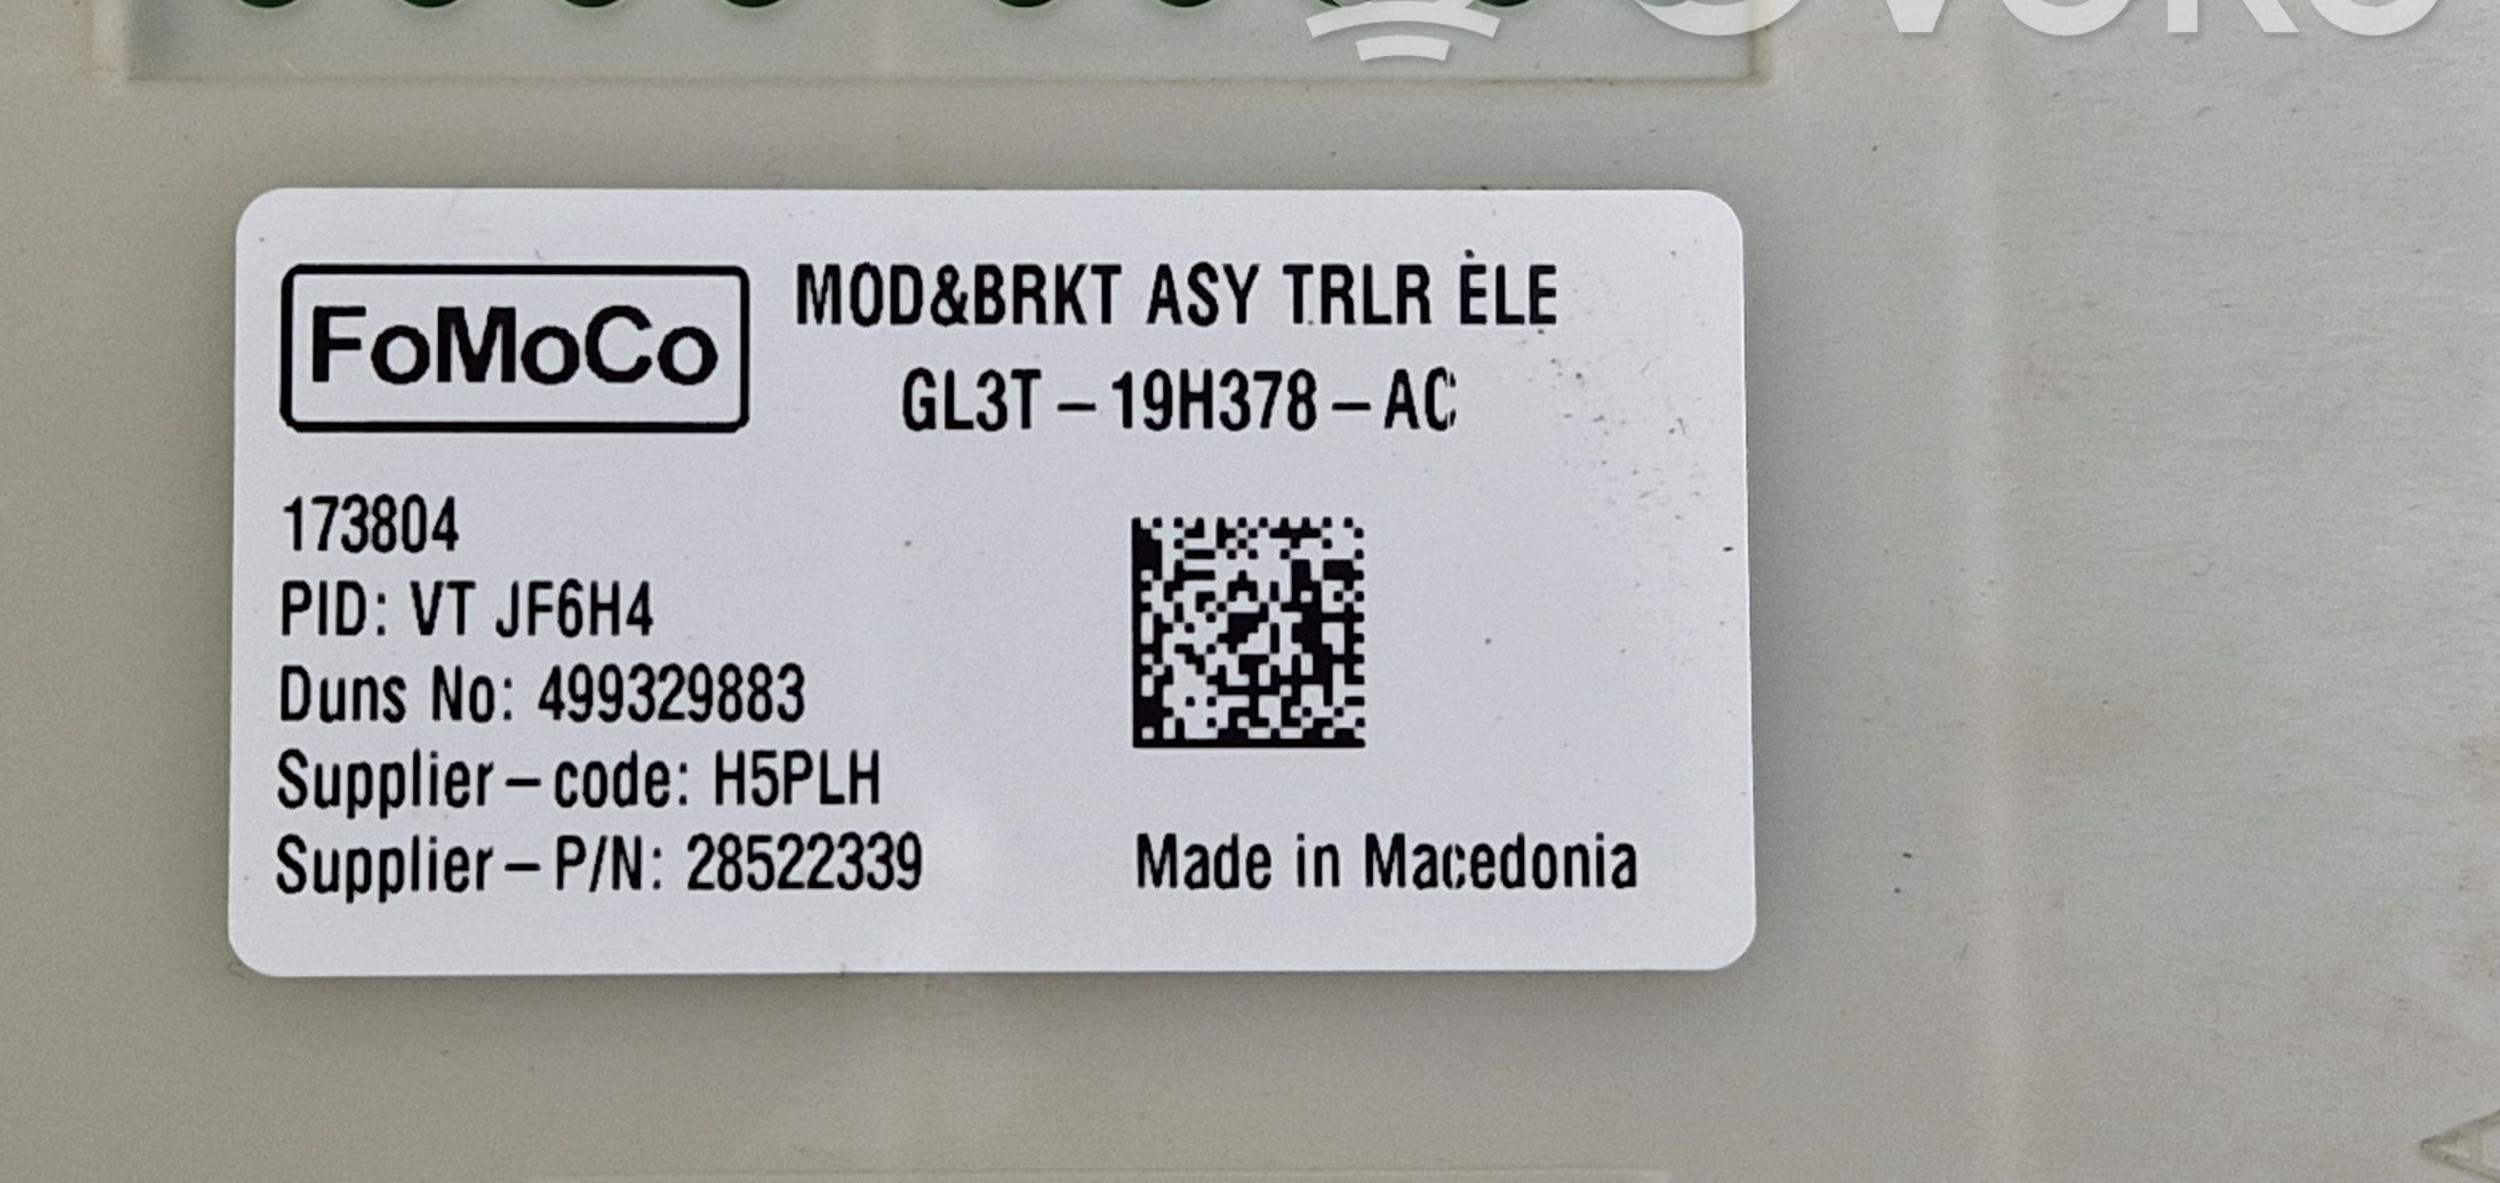 FoMoCo
MOD&BRKT ASY TRLR ELE
GL3T-19H378-AC
173804
PID: VT JF6H4
Duns No: 499329883
Supplier-code: H5PLH
Supplier-P/N: 28522339
Made in Macedonia